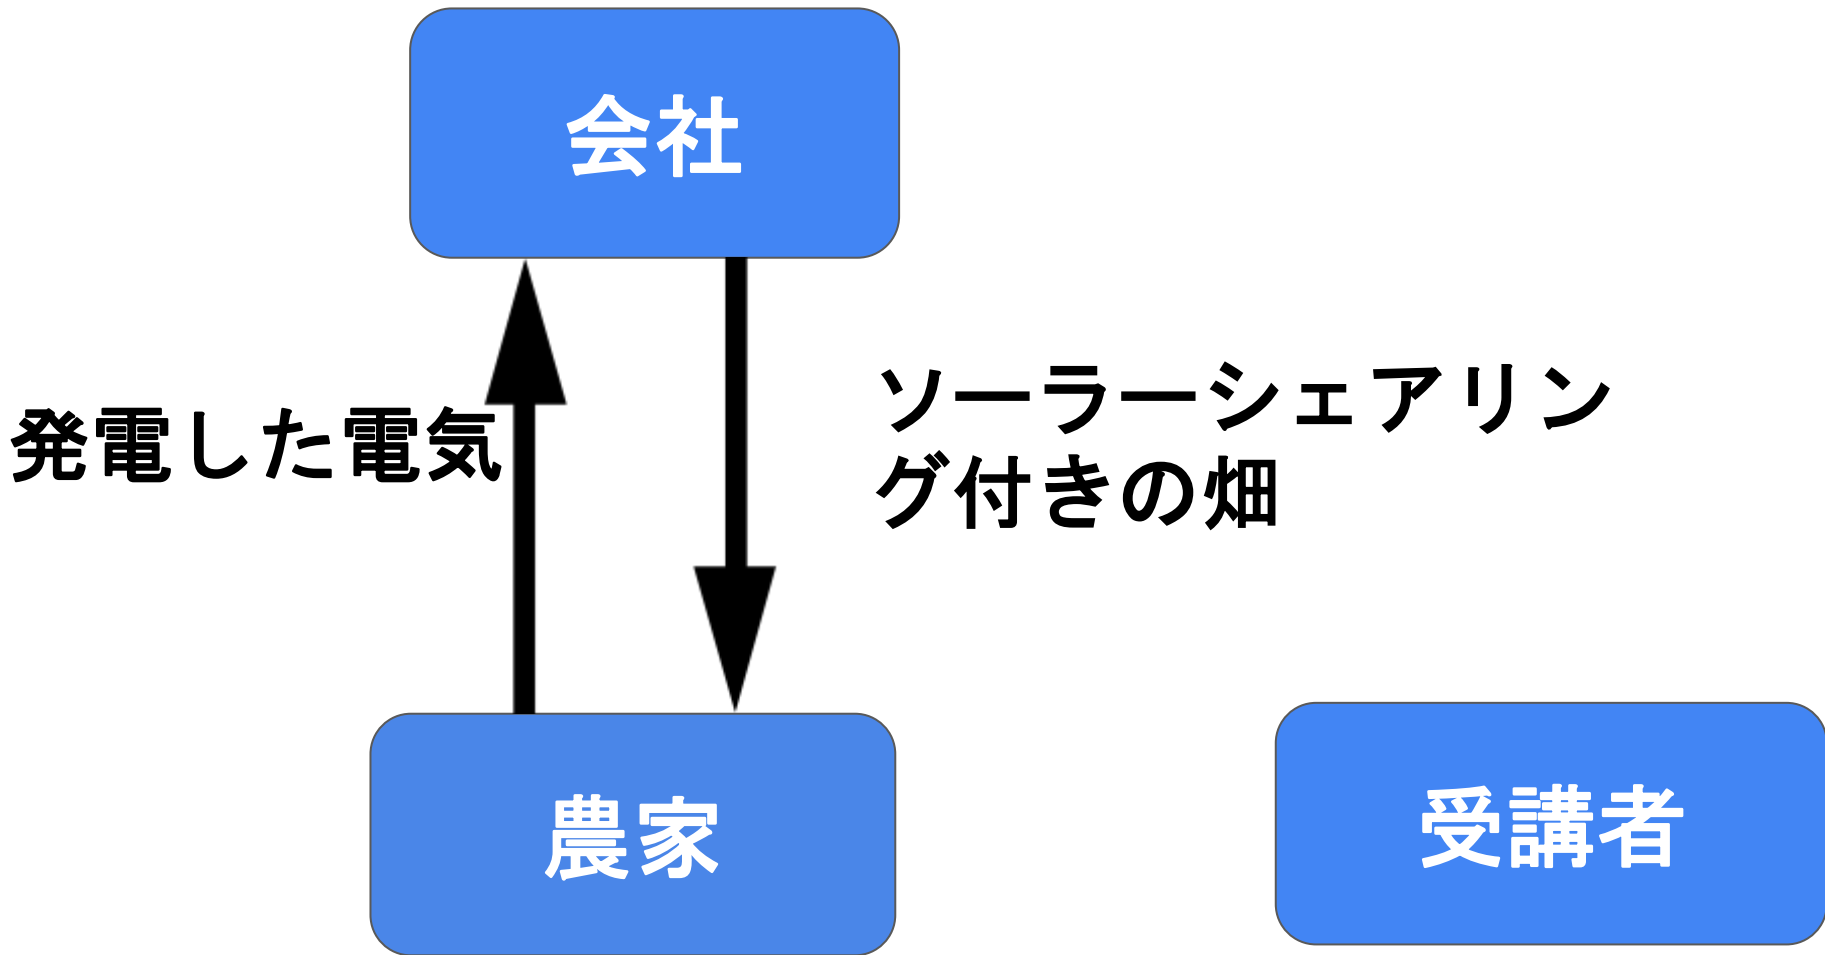 会社
発電した電気
ソーラーシェアリン
グ付きの畑
農家
受講者